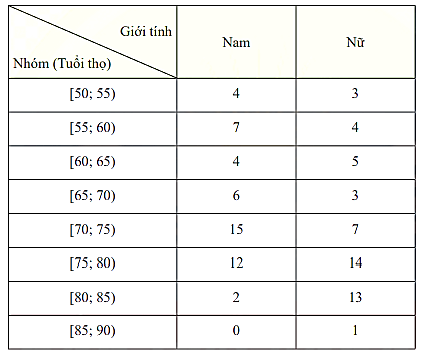 Giới tính
Nhóm (Tuổi thọ)
Nam
Nữ
[50; 55) 4 3
[55; 60) 7 4
[60; 65) 4 5
[65; 70) 6 3
[70; 75) 15 7
[75; 80) 12 14
[80; 85) 2 13
[85; 90) 0 1